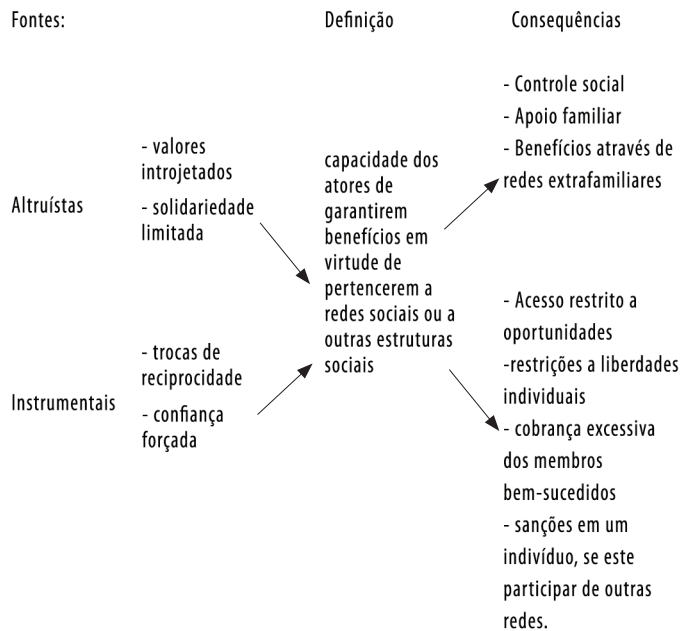 Fontes:
Definição
Consequências
Altruístas
- valores
introjetados
- solidariedade
limitada
Instrumentais
- trocas de
reciprocidade
- confiança
forçada
capacidade dos
atores de
garantirem
benefícios em
virtude de
pertencerem a
redes sociais ou a
outras estruturas
sociais
- Controle social
- Apoio familiar
- Benefícios através de
redes extrafamiliares
- Acesso restrito a
oportunidades
-restrições a liberdades
individuais
- cobrança excessiva
dos membros
bem-sucedidos
- sanções em um
indivíduo, se este
participar de outras
redes.